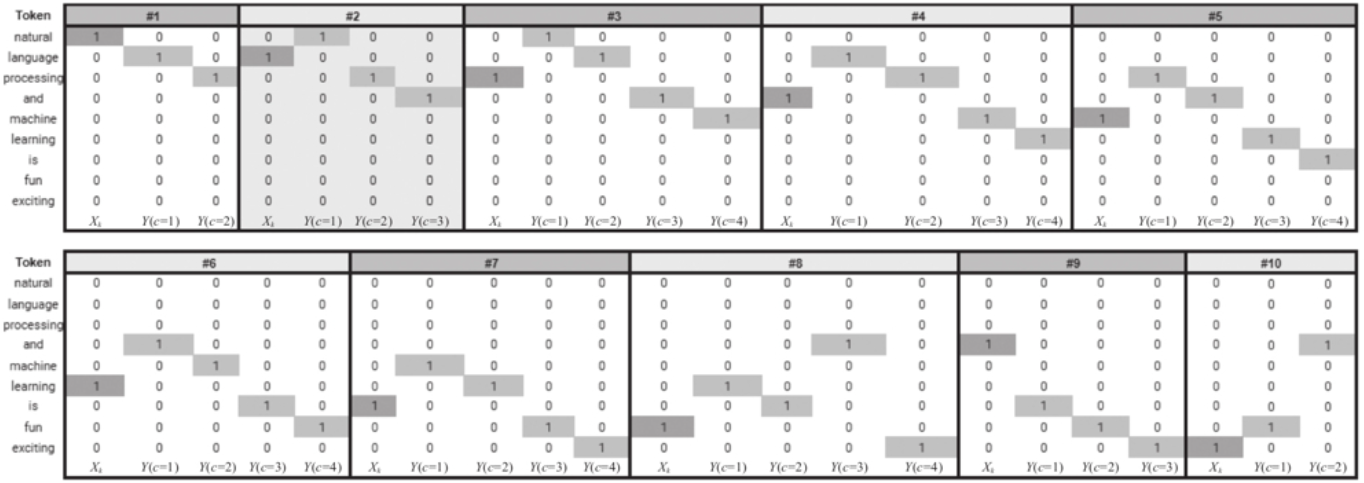 Token #1 #2 #3 #4 #5
natural 1 0 0 0 1 0 0 0 1 0 0 0 0 0 0 0 0 0 0 0 0 0
language 0 1 0 1 0 0 0 0 0 1 0 0 0 1 0 0 0 0 0 0 0 0
processing 0 0 1 0 0 1 0 1 0 0 0 0 0 0 1 0 0 0 1 0 0 0
and 0 0 0 0 0 0 1 0 0 0 1 0 1 0 0 0 0 0 0 1 0 0
machine 0 0 0 0 0 0 0 0 0 0 0 1 0 0 0 1 0 1 0 0 0 0
learning 0 0 0 0 0 0 0 0 0 0 0 0 0 0 0 0 1 0 0 0 1 0
is 0 0 0 0 0 0 0 0 0 0 0 0 0 0 0 0 0 0 0 0 0 1
fun 0 0 0 0 0 0 0 0 0 0 0 0 0 0 0 0 0 0 0 0 0 0
exciting 0 0 0 0 0 0 0 0 0 0 0 0 0 0 0 0 0 0 0 0 0 0
Xₖ Y(c=1) Y(c=2) Xₖ Y(c=1) Y(c=2) Y(c=3) Xₖ Y(c=1) Y(c=2) Y(c=3) Y(c=4) Xₖ Y(c=1) Y(c=2) Y(c=3) Y(c=4) Xₖ Y(c=1) Y(c=2) Y(c=3) Y(c=4)
Token #6 #7 #8 #9 #10
natural 0 0 0 0 0 0 0 0 0 0 0 0 0 0 0 0 0 0 0 0 0 0
language 0 0 0 0 0 0 0 0 0 0 0 0 0 0 0 0 0 0 0 0 0 0
processing 0 0 0 0 0 0 0 0 0 0 0 0 0 0 0 0 0 0 0 0 0 0
and 0 1 0 0 0 0 0 0 0 0 0 0 0 1 0 1 0 0 0 0 0 1
machine 0 0 1 0 0 0 1 0 0 0 0 0 0 0 0 0 0 0 0 0 0 0
learning 1 0 0 0 0 0 0 1 0 0 0 1 0 0 0 0 0 0 0 0 0 0
is 0 0 0 1 0 1 0 0 0 0 0 0 1 0 0 0 1 0 0 0 0 0
fun 0 0 0 0 1 0 0 0 1 0 1 0 0 0 0 0 0 1 0 0 1 0
exciting 0 0 0 0 0 0 0 0 0 1 0 0 0 0 1 0 0 0 1 1 0 0
Xₖ Y(c=1) Y(c=2) Y(c=3) Y(c=4) Xₖ Y(c=1) Y(c=2) Y(c=3) Y(c=4) Xₖ Y(c=1) Y(c=2) Y(c=3) Y(c=4) Xₖ Y(c=1) Y(c=2) Y(c=3) Xₖ Y(c=1) Y(c=2)